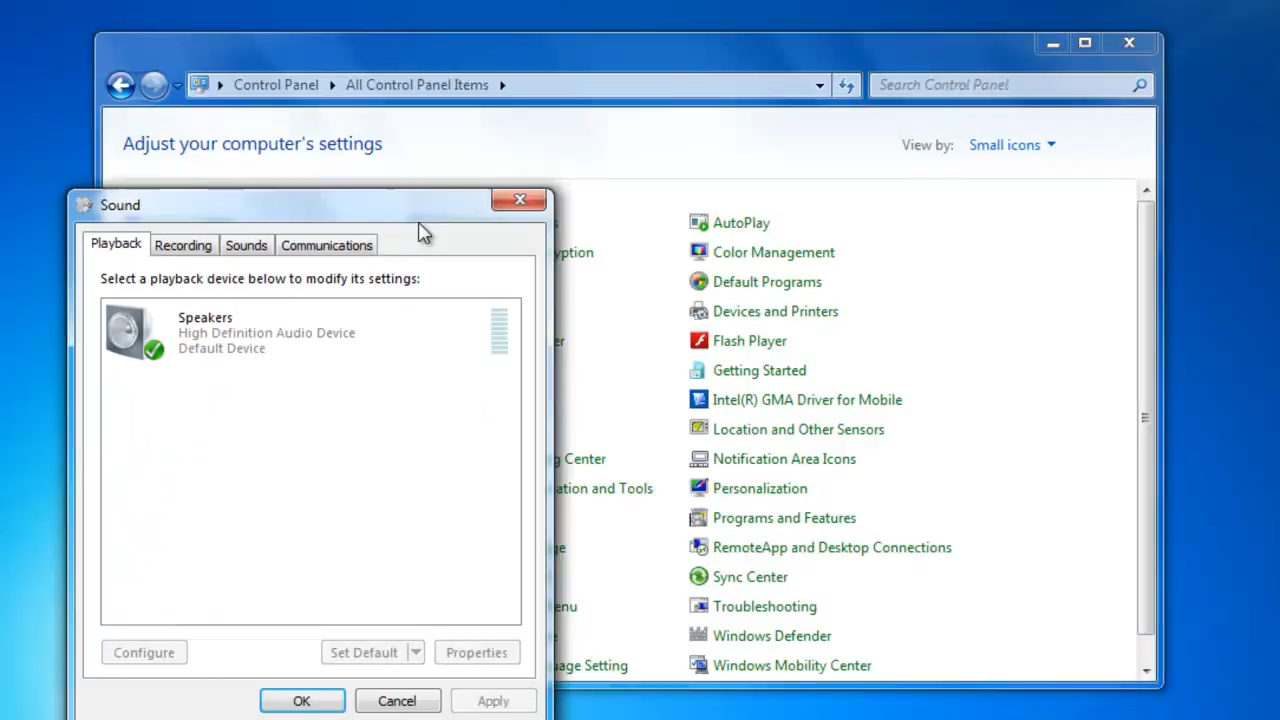 Control Panel
All Control Panel Items
Search Control Panel
Adjust your computer's settings
View by:
Small icons
Sound
Playback
Recording
Sounds
Communications
Select a playback device below to modify its settings:
Speakers
High Definition Audio Device
Default Device
Configure
Set Default
Properties
OK
Cancel
Apply
Center
and Tools
Setting
AutoPlay
Color Management
Default Programs
Devices and Printers
Flash Player
Getting Started
Intel(R) GMA Driver for Mobile
Location and Other Sensors
Notification Area Icons
Personalization
Programs and Features
RemoteApp and Desktop Connections
Sync Center
Troubleshooting
Windows Defender
Windows Mobility Center